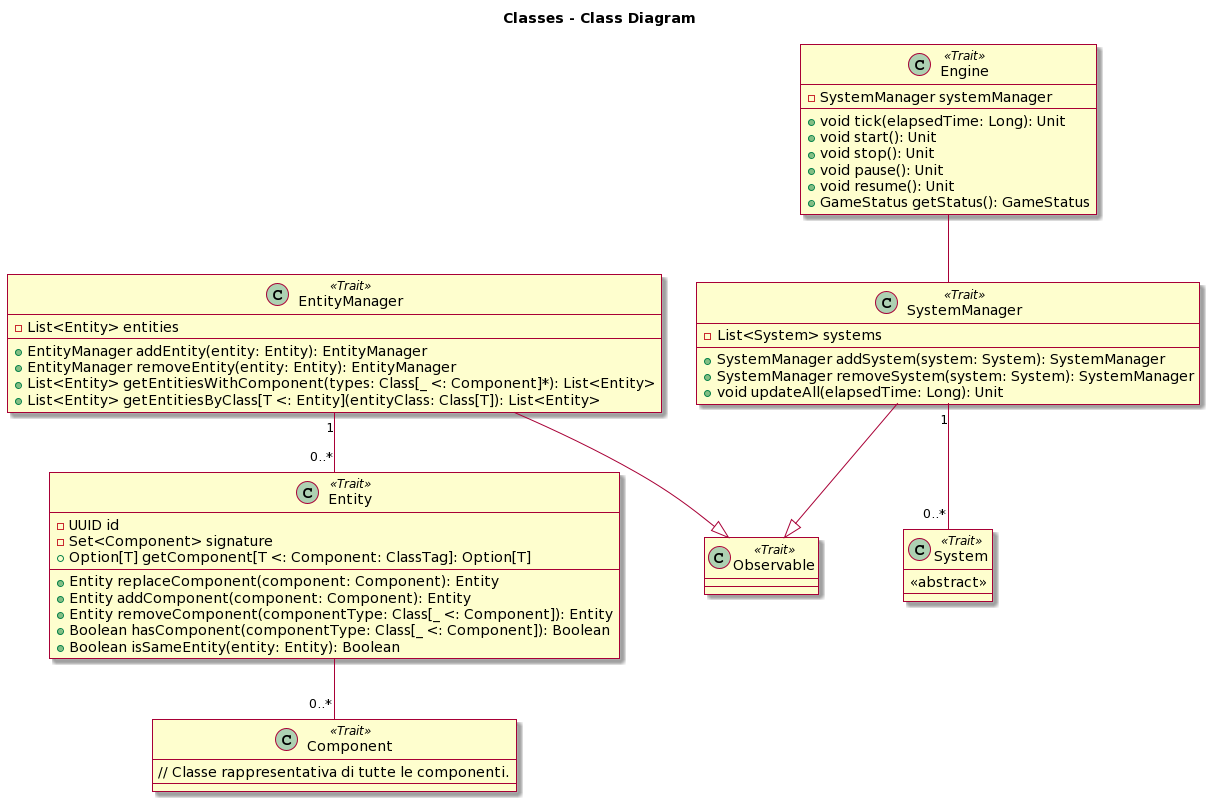 Classes - Class Diagram
C «Trait»
Engine
SystemManager systemManager
void tick(elapsedTime: Long): Unit
void start(): Unit
void stop(): Unit
void pause(): Unit
void resume(): Unit
GameStatus getStatus(): GameStatus
C «Trait»
EntityManager
List<Entity> entities
EntityManager addEntity(entity: Entity): EntityManager
EntityManager removeEntity(entity: Entity): EntityManager
List<Entity> getEntitiesWithComponent(types: Class[_ <: Component]*): List<Entity>
List<Entity> getEntitiesByClass[T <: Entity](entityClass: Class[T]): List<Entity>
C «Trait»
SystemManager
List<System> systems
SystemManager addSystem(system: System): SystemManager
SystemManager removeSystem(system: System): SystemManager
void updateAll(elapsedTime: Long): Unit
1
0..*
1
0..*
C «Trait»
Entity
UUID id
Set<Component> signature
Option[T] getComponent[T <: Component: ClassTag]: Option[T]
Entity replaceComponent(component: Component): Entity
Entity addComponent(component: Component): Entity
Entity removeComponent(componentType: Class[_ <: Component]): Entity
Boolean hasComponent(componentType: Class[_ <: Component]): Boolean
Boolean isSameEntity(entity: Entity): Boolean
C «Trait»
Observable
C «Trait»
System
«abstract»
0..*
C «Trait»
Component
// Classe rappresentativa di tutte le componenti.